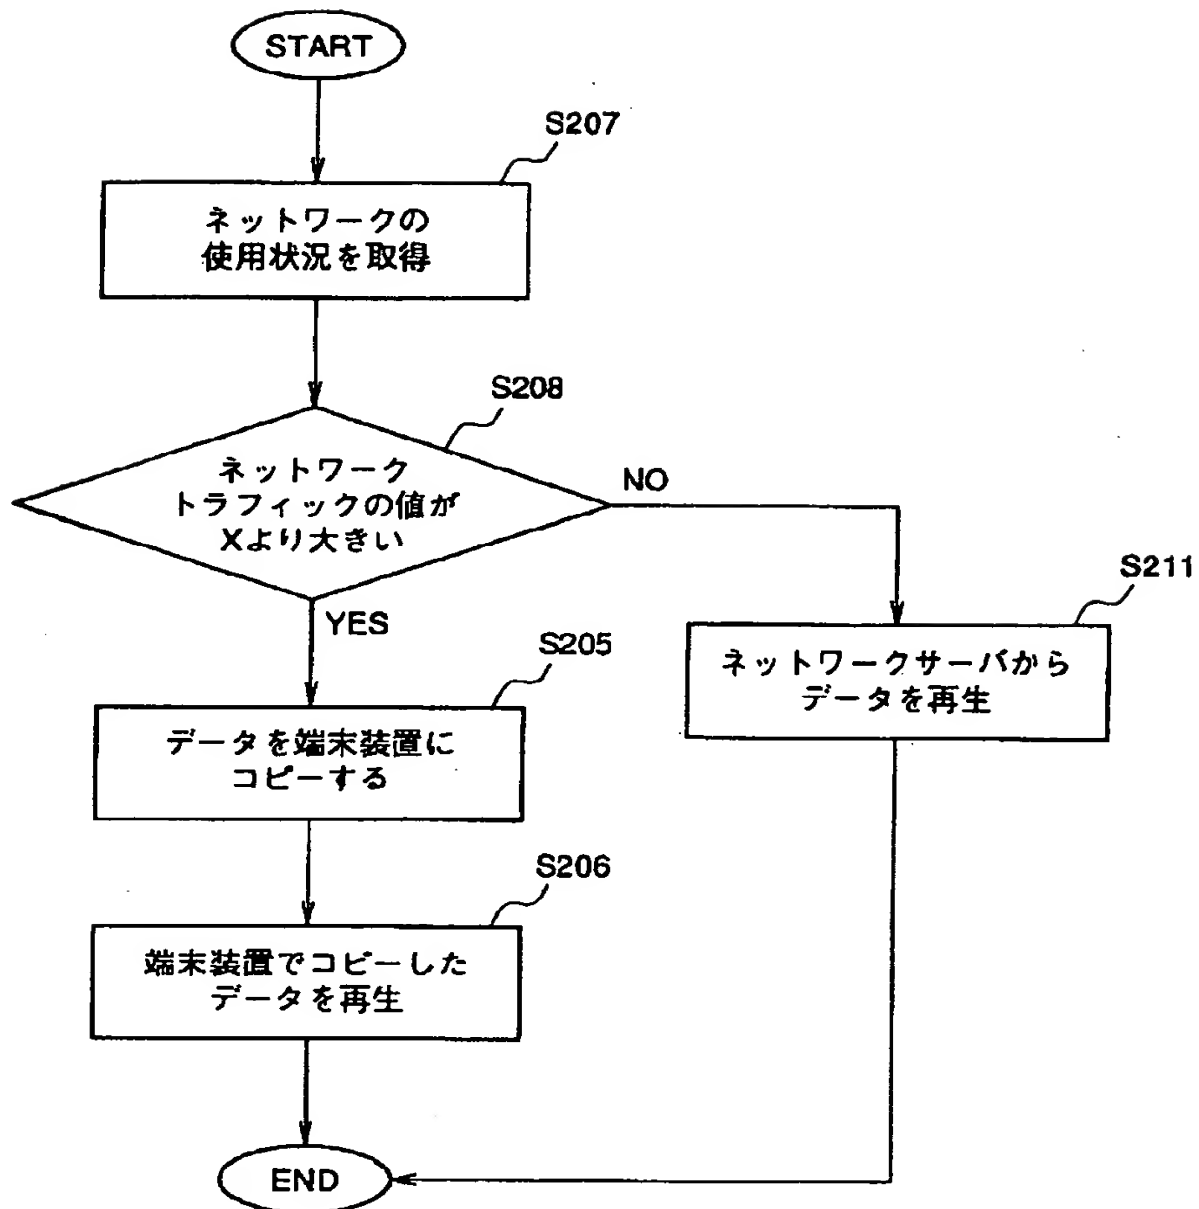 START
S207
ネットワークの
使用状況を取得
S208
ネットワーク
トラフィックの値が
Xより大きい
NO
YES
S211
ネットワークサーバから
データを再生
S205
データを端末装置に
コピーする
S206
端末装置でコピーした
データを再生
END